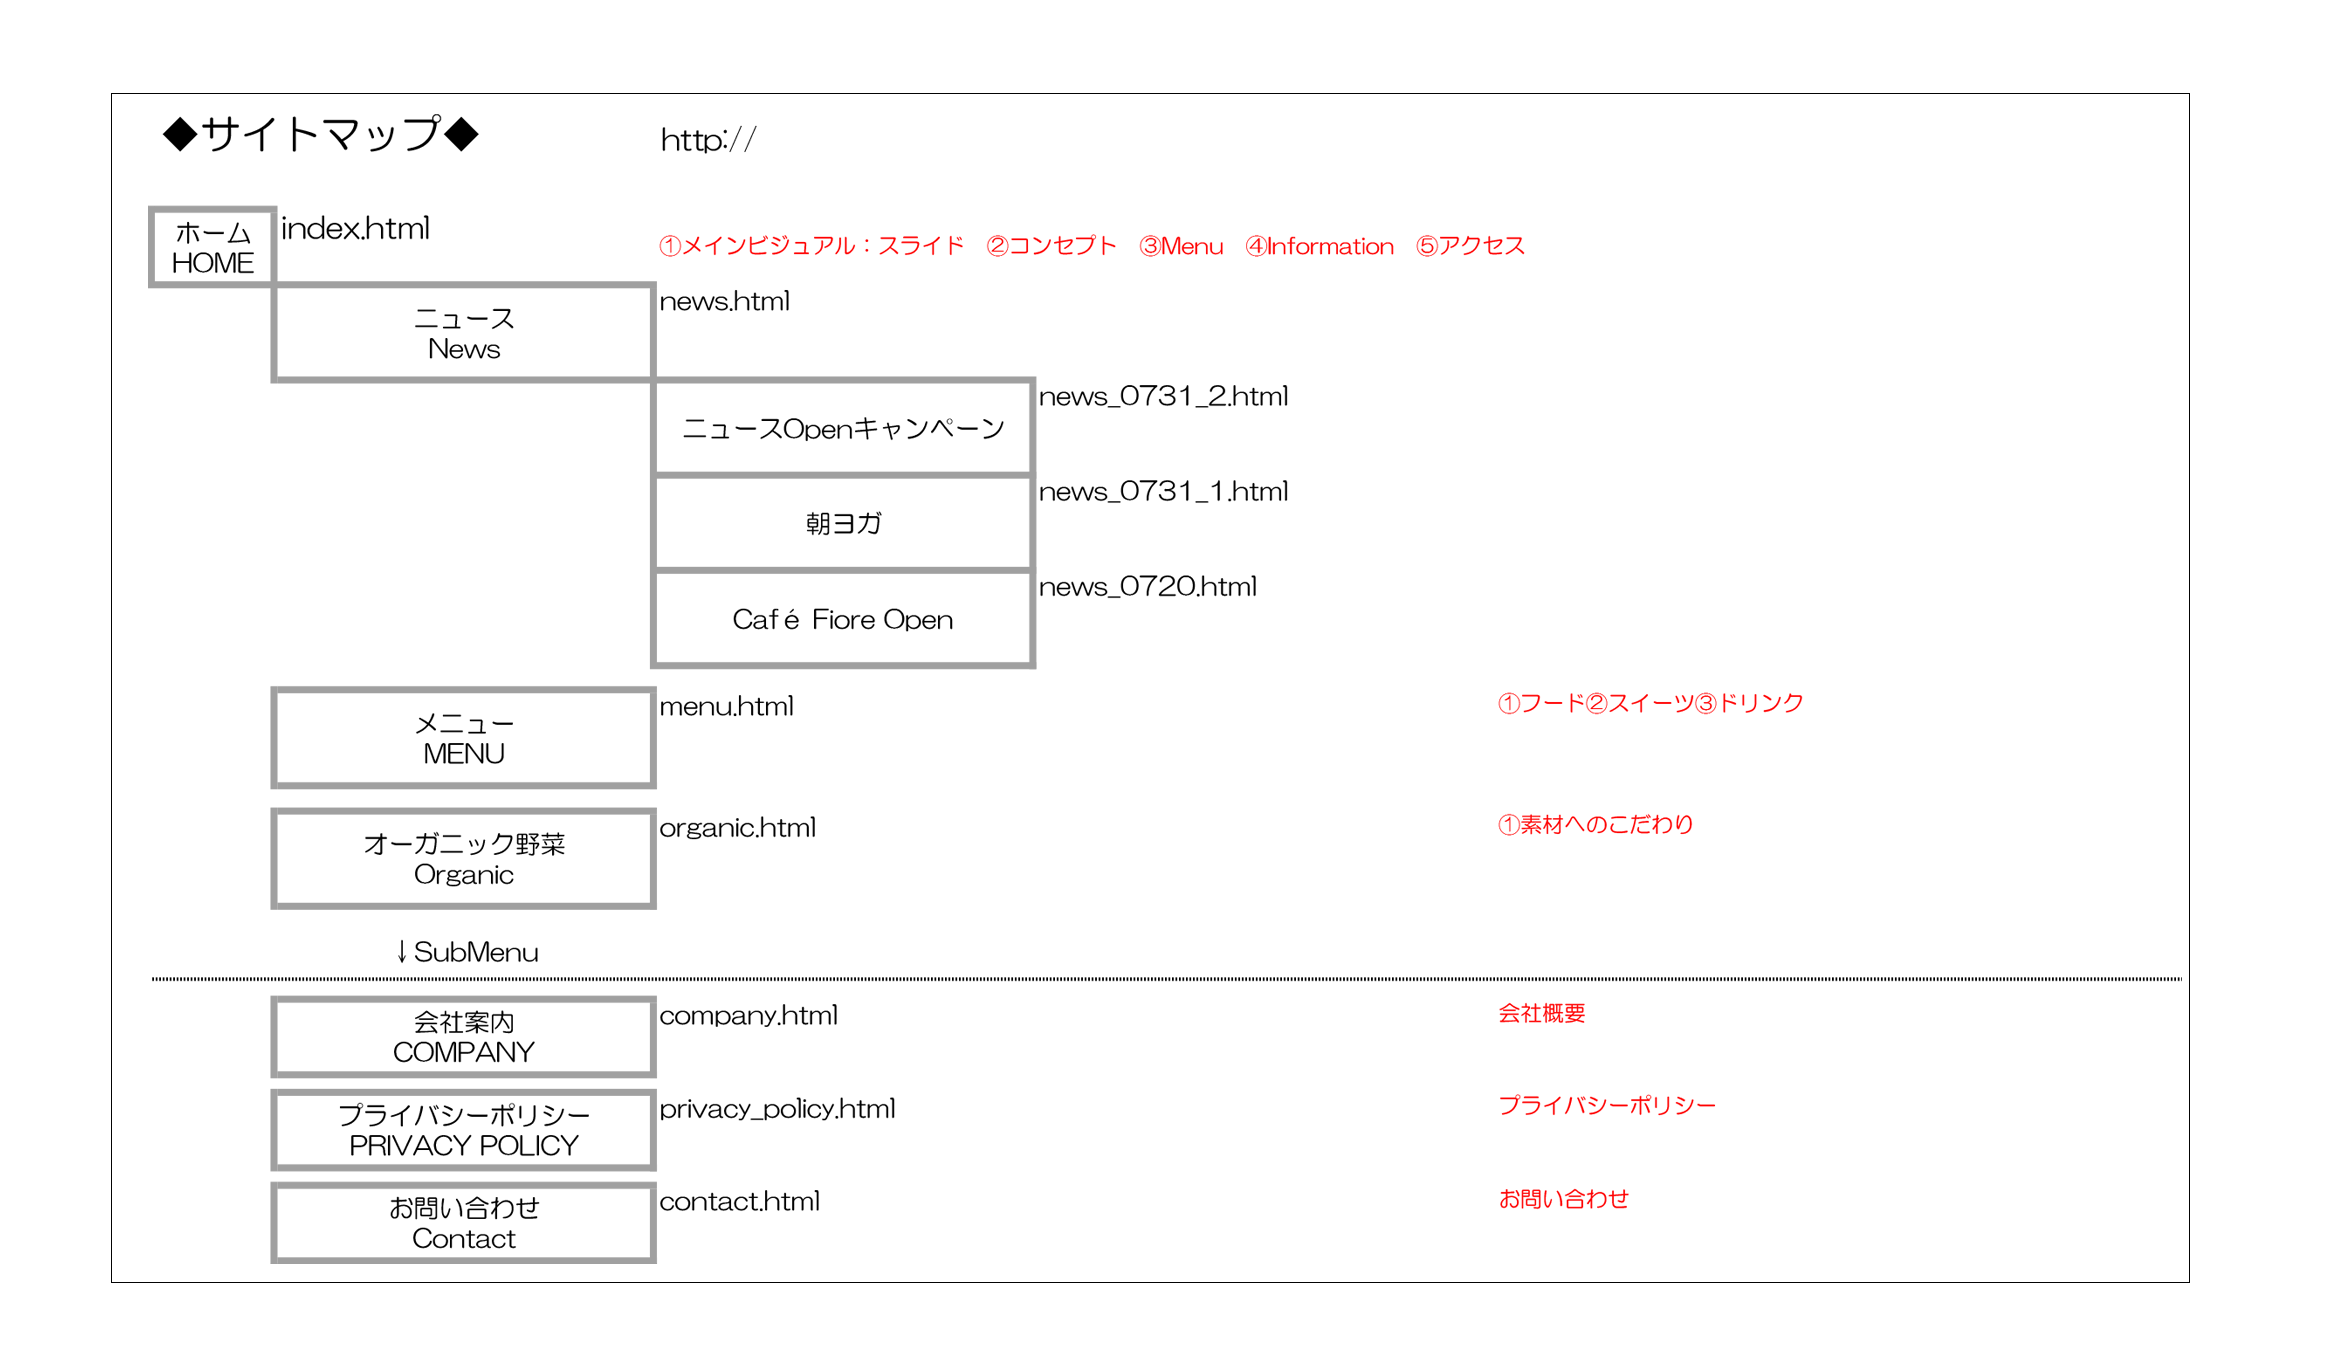 ◆サイトマップ◆ http://
ホーム
HOME
index.html
①メインビジュアル：スライド ②コンセプト ③Menu ④Information ⑤アクセス
ニュース
News
news.html
ニュースOpenキャンペーン
news_0731_2.html
朝ヨガ
news_0731_1.html
Café Fiore Open
news_0720.html
メニュー
MENU
menu.html
①フード②スイーツ③ドリンク
オーガニック野菜
Organic
organic.html
①素材へのこだわり
↓SubMenu
会社案内
COMPANY
company.html
会社概要
プライバシーポリシー
PRIVACY POLICY
privacy_policy.html
プライバシーポリシー
お問い合わせ
Contact
contact.html
お問い合わせ